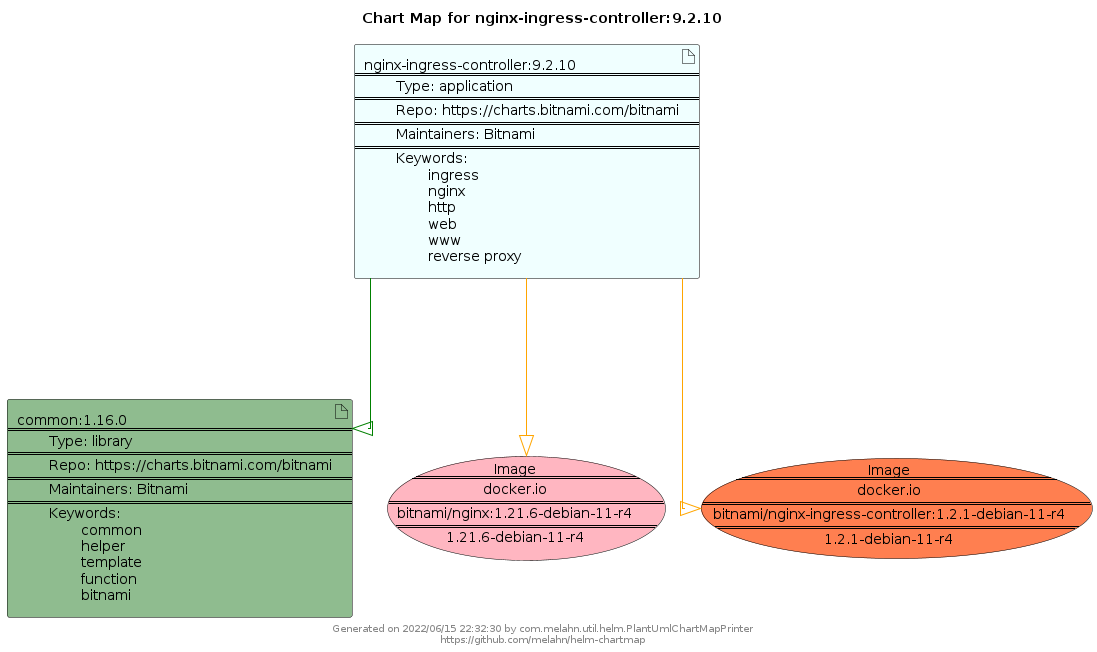 Chart Map for nginx-ingress-controller:9.2.10
nginx-ingress-controller:9.2.10
Type: application
Repo: https://charts.bitnami.com/bitnami
Maintainers: Bitnami
Keywords:
ingress
nginx
http
web
www
reverse proxy
common:1.16.0
Type: library
Repo: https://charts.bitnami.com/bitnami
Maintainers: Bitnami
Keywords:
common
helper
template
function
bitnami
Image
docker.io
bitnami/nginx:1.21.6-debian-11-r4
1.21.6-debian-11-r4
Image
docker.io
bitnami/nginx-ingress-controller:1.2.1-debian-11-r4
1.2.1-debian-11-r4
Generated on 2022/06/15 22:32:30 by com.melahn.util.helm.PlantUmlChartMapPrinter
https://github.com/melahn/helm-chartmap